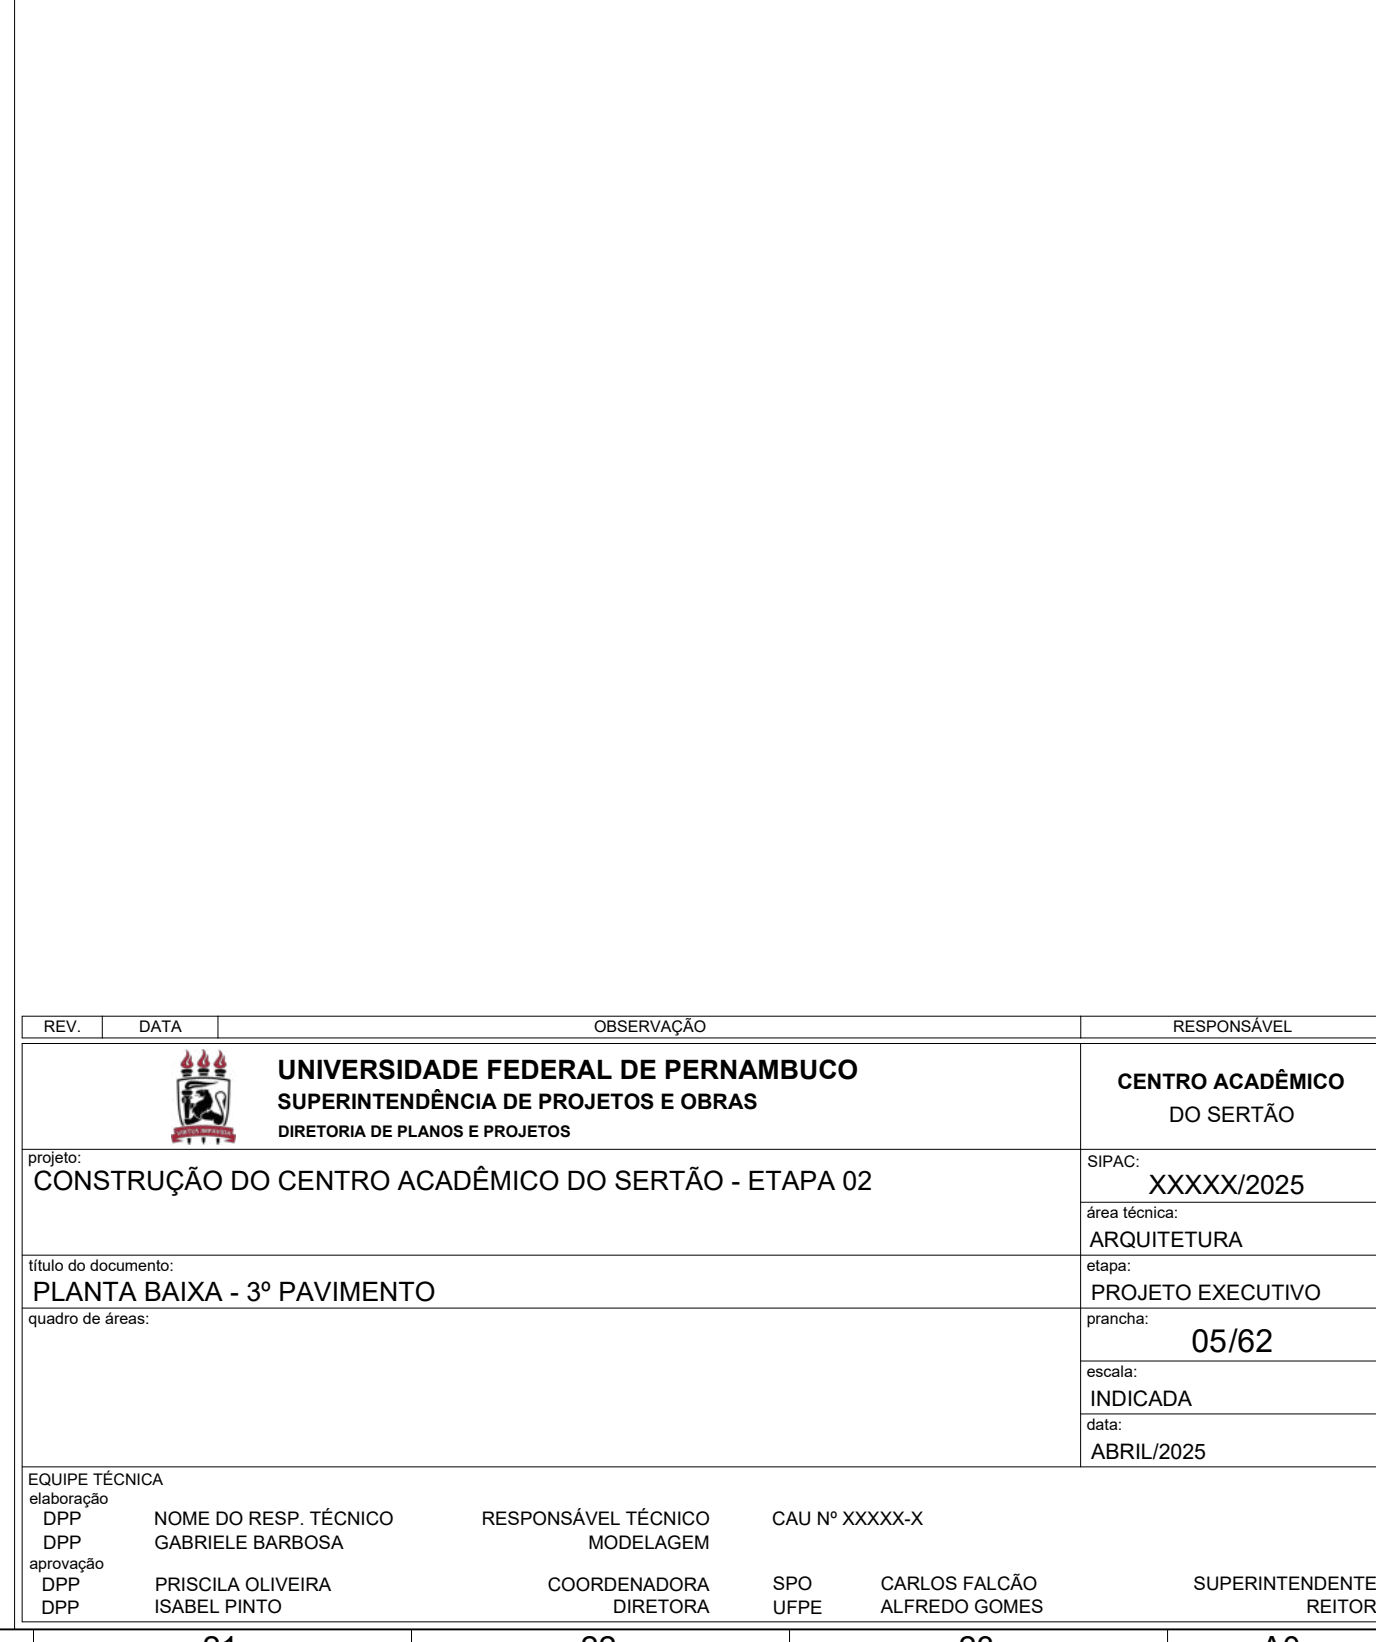 REV. DATA OBSERVAÇÃO RESPONSÁVEL
UNIVERSIDADE FEDERAL DE PERNAMBUCO
SUPERINTENDÊNCIA DE PROJETOS E OBRAS
DIRETORIA DE PLANOS E PROJETOS
CENTRO ACADÊMICO
DO SERTÃO
projeto:
CONSTRUÇÃO DO CENTRO ACADÊMICO DO SERTÃO - ETAPA 02
SIPAC:
XXXXX/2025
área técnica:
ARQUITETURA
título do documento:
PLANTA BAIXA - 3º PAVIMENTO
etapa:
PROJETO EXECUTIVO
quadro de áreas:
prancha:
05/62
escala:
INDICADA
data:
ABRIL/2025
EQUIPE TÉCNICA
elaboração
DPP NOME DO RESP. TÉCNICO RESPONSÁVEL TÉCNICO CAU Nº XXXXX-X
DPP GABRIELE BARBOSA MODELAGEM
aprovação
DPP PRISCILA OLIVEIRA COORDENADORA SPO CARLOS FALCÃO SUPERINTENDENTE
DPP ISABEL PINTO DIRETORA UFPE ALFREDO GOMES REITOR